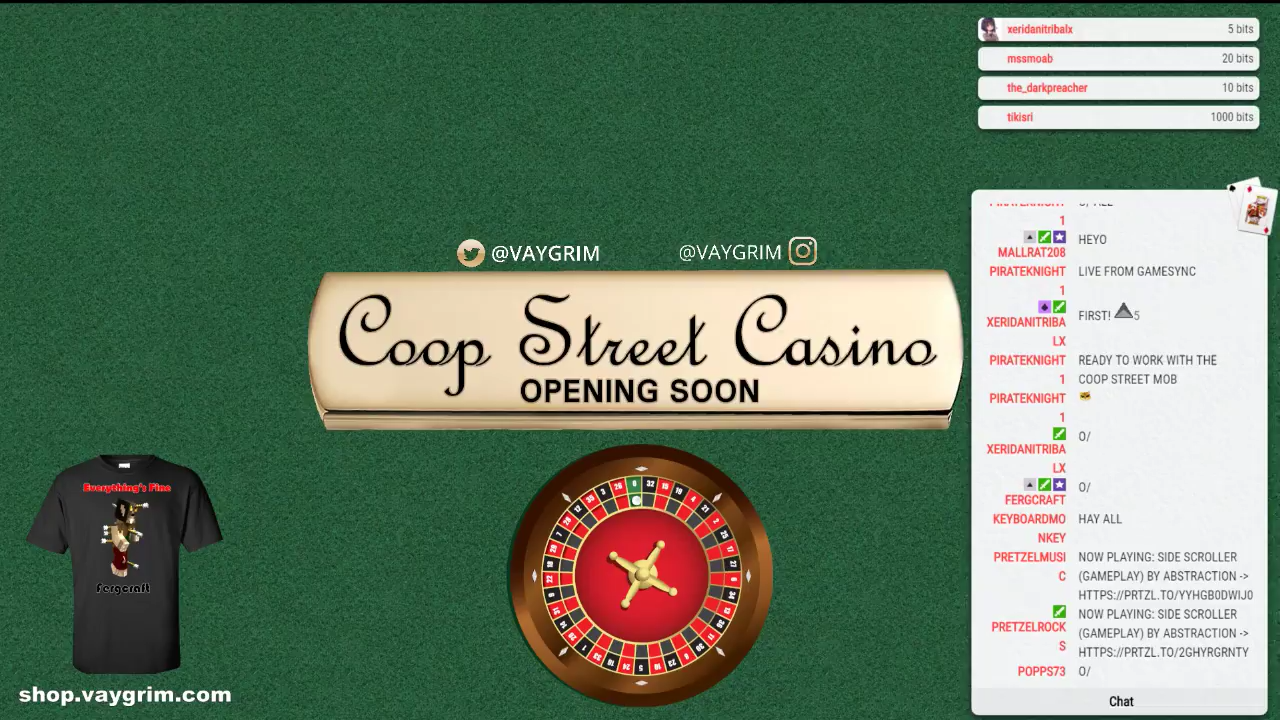 xeridanitribalx 5 bits
mssmoab 20 bits
the_darkpreacher 10 bits
tikisri 1000 bits
@VAYGRIM
@VAYGRIM
Coop Street Casino
OPENING SOON
Everything's Fine
Fergcraft
shop.vaygrim.com
1
MALLRAT208 HEYO
PIRATEKNIGHT LIVE FROM GAMESYNC
1
XERIDANITRIBA FIRST! 5
LX
PIRATEKNIGHT READY TO WORK WITH THE
1 COOP STREET MOB
PIRATEKNIGHT
1
O/
XERIDANITRIBA
LX
O/
FERGCRAFT
KEYBOARDMO HAY ALL
NKEY
PRETZELMUSI NOW PLAYING: SIDE SCROLLER
C (GAMEPLAY) BY ABSTRACTION ->
HTTPS://PRTZL.TO/YYHGB0DWIJ0
NOW PLAYING: SIDE SCROLLER
PRETZELROCK (GAMEPLAY) BY ABSTRACTION ->
S HTTPS://PRTZL.TO/2GHYRGRNTY
POPPS73 O/
Chat